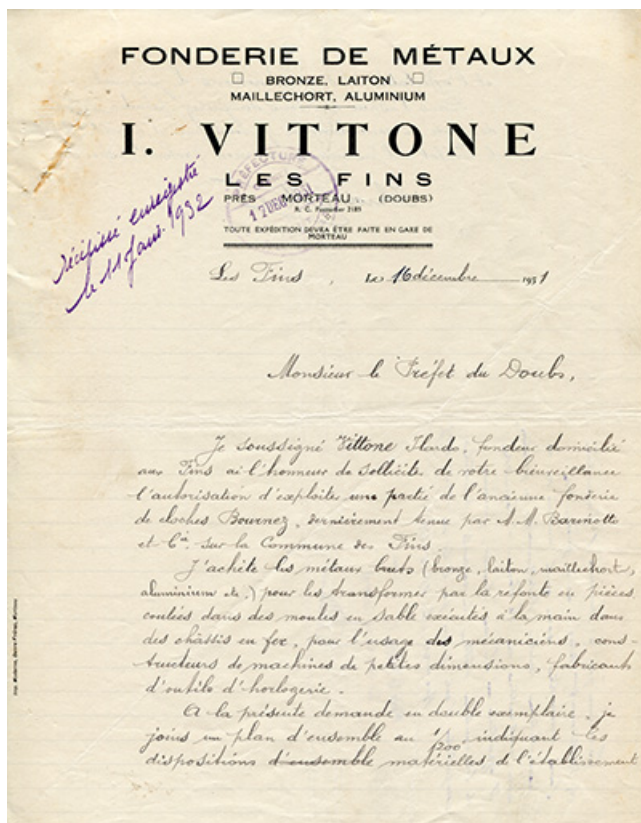 FONDERIE DE MÉTAUX
BRONZE, LAITON
MAILLECHORT, ALUMINIUM
I. VITTONE
LES FINS
PRÈS MORTEAU (DOUBS)
R. C. Pontarlier 2185
TOUTE EXPÉDITION DEVRA ÊTRE FAITE EN GARE DE
MORTEAU
PRÉFECTURE
17 DEC
enregistré
le 11 Janv. 1932
Les Fins, Le 16 décembre 1931
Monsieur le Préfet du Doubs,
Je soussigné Vittone Ilardo, fondeur domicilié
aux Fins ai l'honneur de solliciter de votre bienveillance
l'autorisation d'exploiter une partie de l'ancienne fonderie
de cloches Bournez, dernièrement tenue par M.M. Barinotto
et Cie sur la Commune des Fins.
J'achète les métaux bruts (bronze, laiton, maillechort,
aluminium etc.) pour les transformer par la refonte en pièces
coulées dans des moules en sable exécutés à la main dans
des châssis en fer, pour l'usage des mécaniciens, cons-
tructeurs de machines de petites dimensions, fabricants
d'outils d'horlogerie.
A la présente demande en double exemplaire, je
joins un plan d'ensemble au 1/200 indiquant les
dispositions d'ensemble matérielles d l'établissement